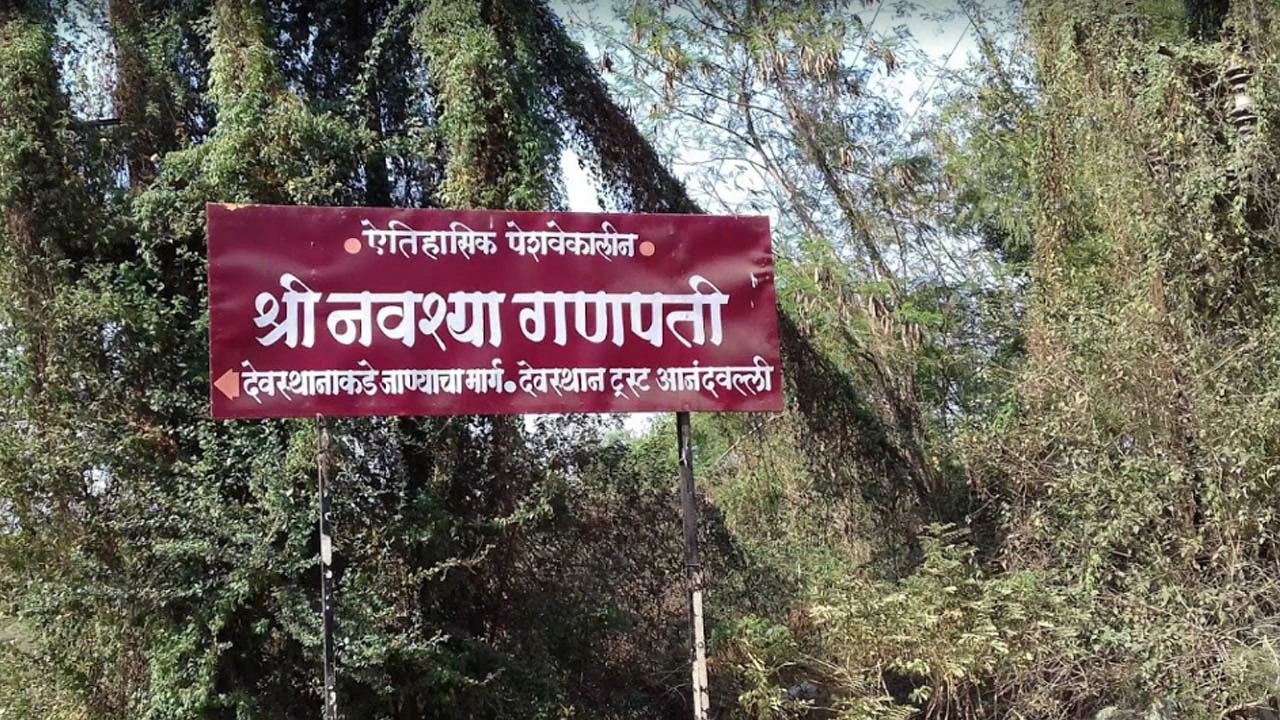 ऐतिहासिक पेशवेकालीन
श्री नवश्या गणपती
देवस्थानाकडे जाण्याचा मार्ग. देवस्थान ट्रस्ट आनंदवल्ली